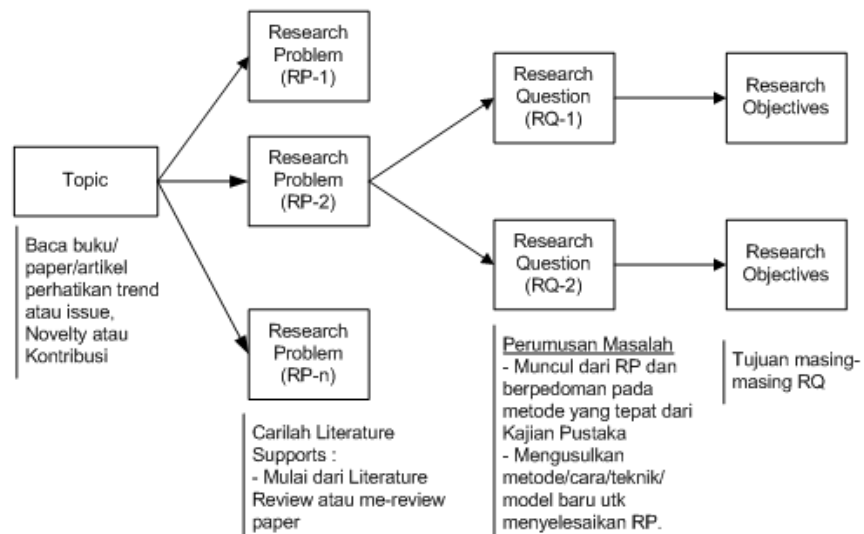 Topic
Baca buku/
paper/artikel
perhatikan trend
atau issue,
Novelty atau
Kontribusi
Research
Problem
(RP-1)
Research
Problem
(RP-2)
Research
Problem
(RP-n)
Carilah Literature
Supports :
- Mulai dari Literature
Review atau me-review
paper
Research
Question
(RQ-1)
Research
Question
(RQ-2)
Perumusan Masalah
- Muncul dari RP dan
berpedoman pada
metode yang tepat dari
Kajian Pustaka
- Mengusulkan
metode/cara/teknik/
model baru utk
menyelesaikan RP.
Research
Objectives
Research
Objectives
Tujuan masing-
masing RQ